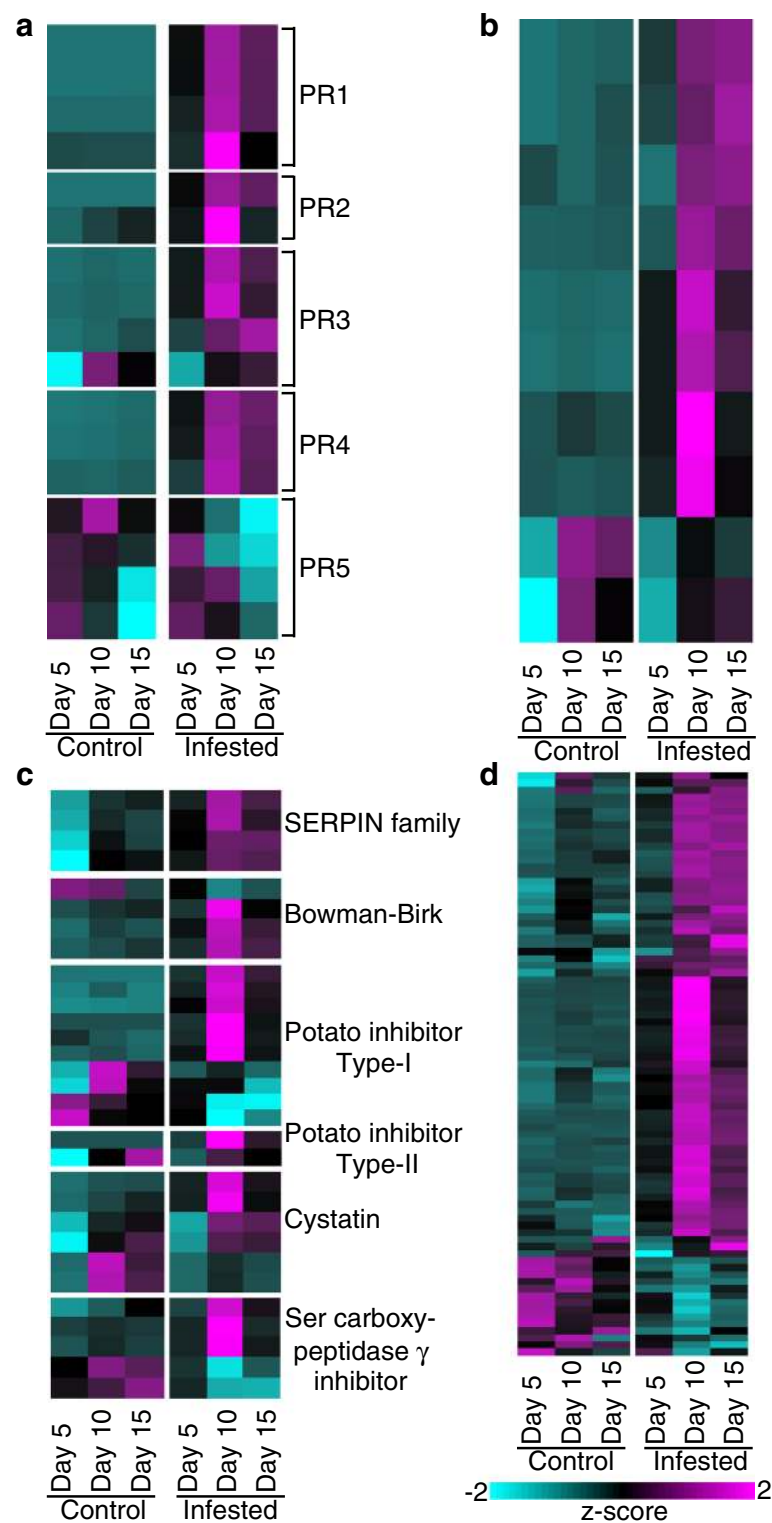 a
PR1
PR2
PR3
PR4
PR5
Day 5
Day 10
Day 15
Day 5
Day 10
Day 15
Control
Infested
b
Day 5
Day 10
Day 15
Day 5
Day 10
Day 15
Control
Infested
c
SERPIN family
Bowman-Birk
Potato inhibitor
Type-I
Potato inhibitor
Type-II
Cystatin
Ser carboxy-
peptidase γ
inhibitor
Day 5
Day 10
Day 15
Day 5
Day 10
Day 15
Control
Infested
d
Day 5
Day 10
Day 15
Day 5
Day 10
Day 15
Control
Infested
-2 2
z-score